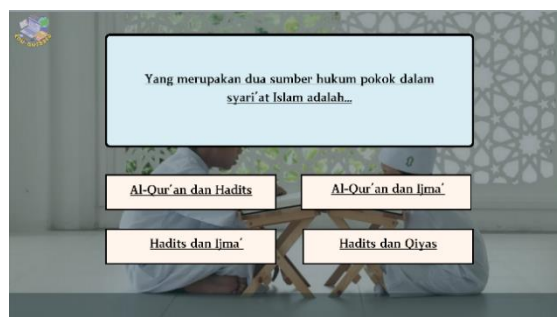 Yang merupakan dua sumber hukum pokok dalam
syari´at Islam adalah...
Al-Qur´an dan Hadits
Al-Qur´an dan Ijma´
Hadits dan Ijma´
Hadits dan Qiyas